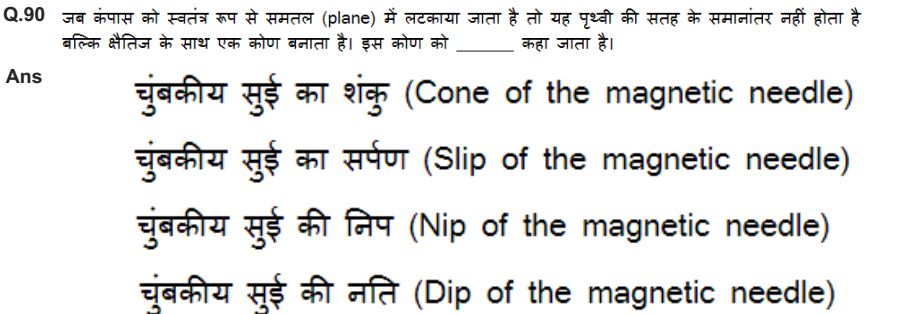 Q.90 जब कंपास को स्वतंत्र रूप से समतल (plane) में लटकाया जाता है तो यह पृथ्वी की सतह के समानांतर नहीं होता है
बल्कि क्षैतिज के साथ एक कोण बनाता है। इस कोण को _______ कहा जाता है।
Ans
चुंबकीय सुई का शंकु (Cone of the magnetic needle)
चुंबकीय सुई का सर्पण (Slip of the magnetic needle)
चुंबकीय सुई की निप (Nip of the magnetic needle)
चुंबकीय सुई की नति (Dip of the magnetic needle)